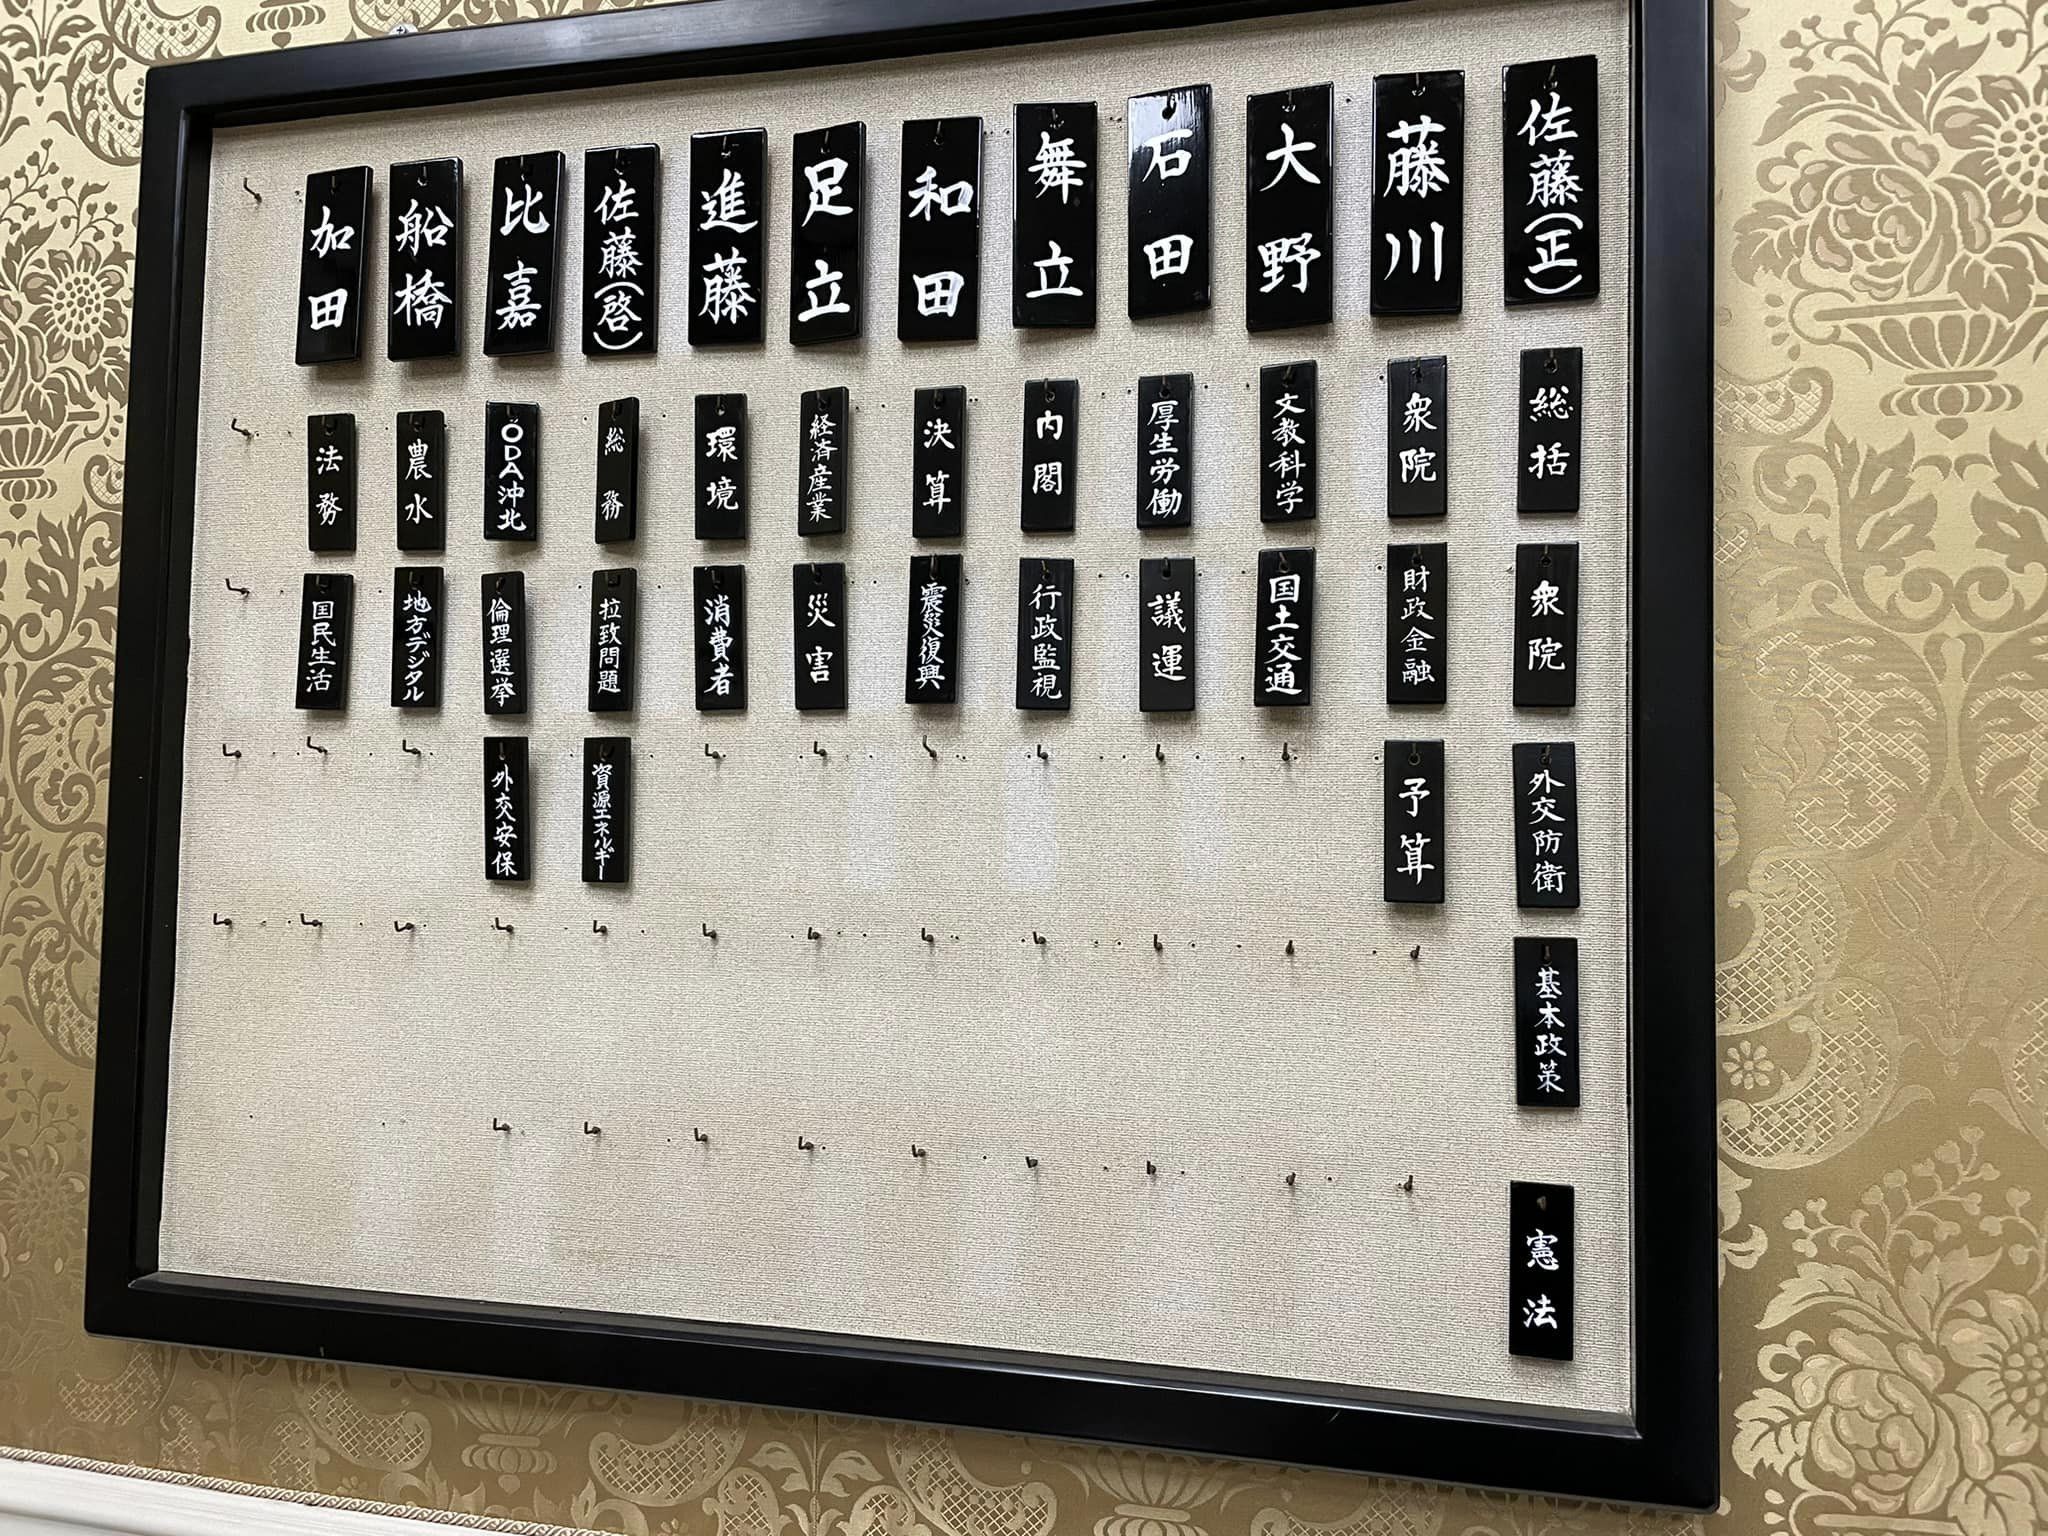 佐藤(正)
総括
衆院
外交防衛
基本政策
憲法
藤川
衆院
財政金融
予算
大野
文教科学
国土交通
石田
厚生労働
議運
舞立
内閣
行政監視
和田
決算
震災復興
足立
経済産業
災害
進藤
環境
消費者
佐藤(啓)
総務
拉致問題
資源エネルギー
比嘉
ODA沖北
倫理選挙
外交安保
船橋
農水
地方デジタル
加田
法務
国民生活